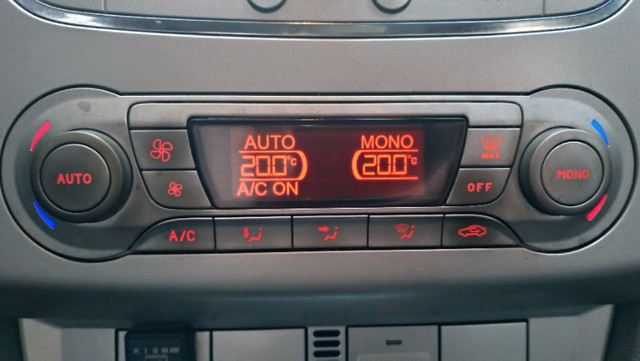 AUTO MONO
20.0°C 20.0°C
A/C ON
MAX
AUTO OFF MONO
A/C